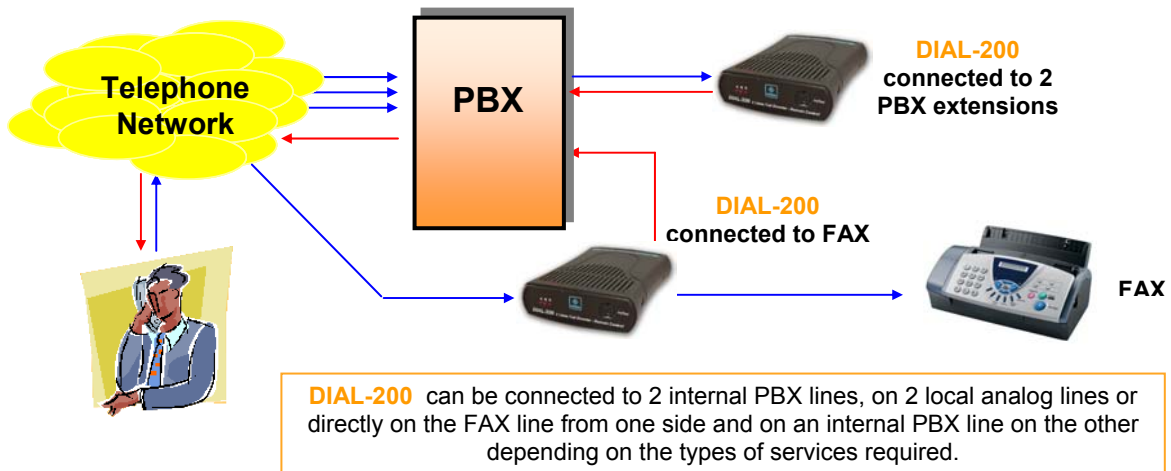 Telephone
Network
PBX
DIAL-200
connected to 2
PBX extensions
DIAL-200
connected to FAX
FAX
DIAL-200 can be connected to 2 internal PBX lines, on 2 local analog lines or
directly on the FAX line from one side and on an internal PBX line on the other
depending on the types of services required.